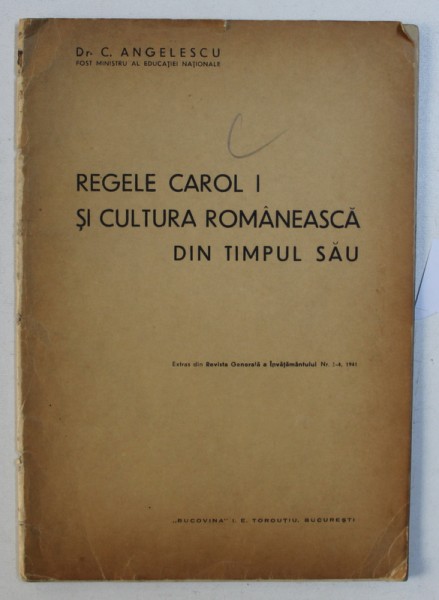 Dr. C. ANGELESCU
FOST MINISTRU AL EDUCAȚIEI NAȚIONALE
REGELE CAROL I
ȘI CULTURA ROMÂNEASCĂ
DIN TIMPUL SĂU
Extras din Revista Generală a Învățământului Nr. 1-4, 1941
„BUCOVINA" I. E. TOROUȚIU, BUCUREȘTI